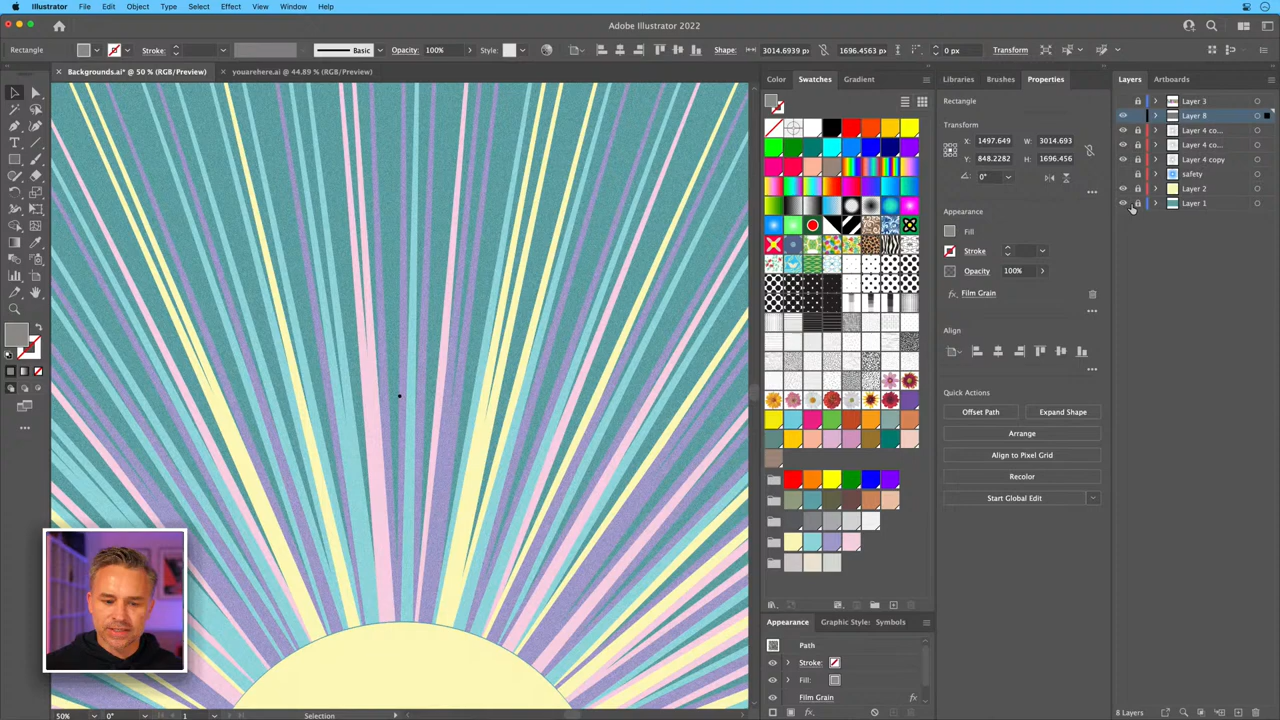 Illustrator File Edit Object Type Select Effect View Window Help
Adobe Illustrator 2022
Rectangle Stroke: Basic Opacity: 100% Style: Shape: 3014.6939 px 1696.4563 px 0 px Transform
× Backgrounds.ai* @ 50 % (RGB/Preview) × youarehere.ai @ 44.89 % (RGB/Preview)
Color Swatches Gradient
Libraries Brushes Properties
Layers Artboards
Rectangle
Transform
X: 1497.649 W: 3014.693
Y: 848.2282 H: 1696.456
0°
Appearance
Fill
Stroke
Opacity 100%
Film Grain
Align
Quick Actions
Offset Path Expand Shape
Arrange
Align to Pixel Grid
Recolor
Start Global Edit
Layer 3
Layer 8
Layer 4 co...
Layer 4 co...
Layer 4 copy
safety
Layer 2
Layer 1
Appearance Graphic Style: Symbols
Path
Stroke:
Fill:
Film Grain fx
50% 0° 1 Selection
8 Layers